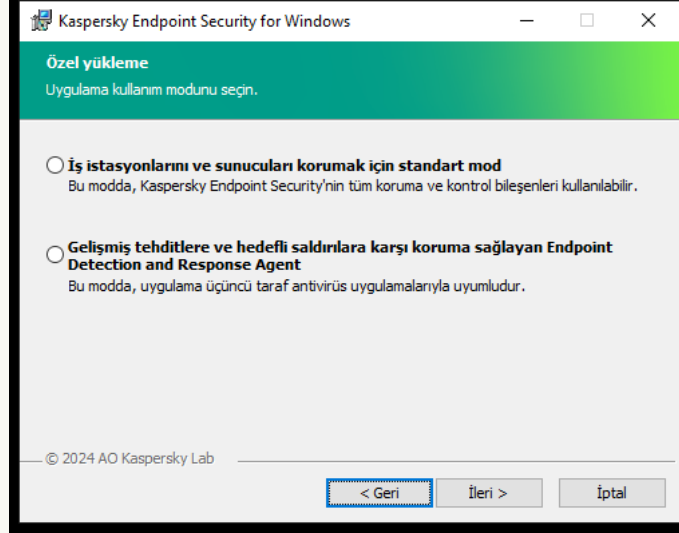 Kaspersky Endpoint Security for Windows
Özel yükleme
Uygulama kullanım modunu seçin.
İş istasyonlarını ve sunucuları korumak için standart mod
Bu modda, Kaspersky Endpoint Security'nin tüm koruma ve kontrol bileşenleri kullanılabilir.
Gelişmiş tehditlere ve hedefli saldırılara karşı koruma sağlayan Endpoint
Detection and Response Agent
Bu modda, uygulama üçüncü taraf antivirüs uygulamalarıyla uyumludur.
© 2024 AO Kaspersky Lab
< Geri İleri > İptal